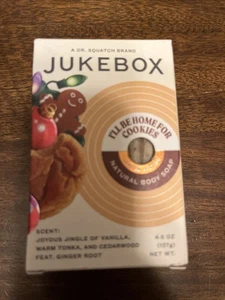 A DR. SQUATCH BRAND
JUKEBOX
I'LL BE HOME FOR
COOKIES
NATURAL BODY SOAP
SCENT:
JOYOUS JINGLE OF VANILLA,
WARM TONKA, AND CEDARWOOD
FEAT. GINGER ROOT
4.5 OZ
(127g)
NET WT.